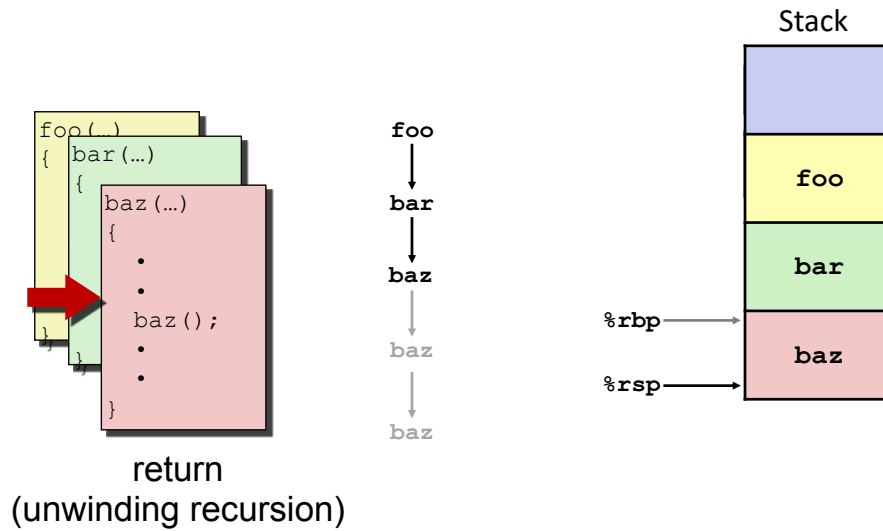 Stack
foo(…)
{
bar(…)
{
baz(…)
{
•
•
baz();
•
•
}
}
}
return
(unwinding recursion)
foo
bar
baz
baz
baz
foo
bar
%rbp
baz
%rsp